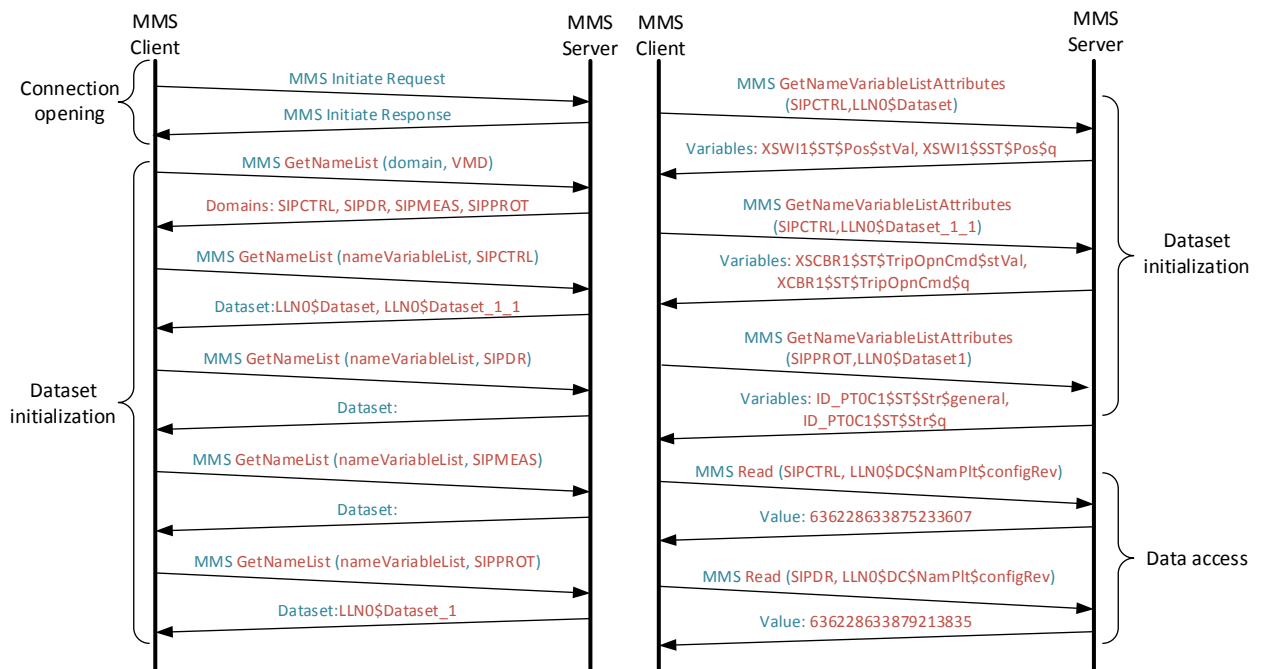 MMS
Client
MMS
Server
Connection
opening
MMS Initiate Request
MMS Initiate Response
Dataset
initialization
MMS GetNameList (domain, VMD)
Domains: SIPCTRL, SIPDR, SIPMEAS, SIPPROT
MMS GetNameList (nameVariableList, SIPCTRL)
Dataset:LLN0$Dataset, LLN0$Dataset_1_1
MMS GetNameList (nameVariableList, SIPDR)
Dataset:
MMS GetNameList (nameVariableList, SIPMEAS)
Dataset:
MMS GetNameList (nameVariableList, SIPPROT)
Dataset:LLN0$Dataset_1
MMS
Client
MMS
Server
MMS GetNameVariableListAttributes
(SIPCTRL,LLN0$Dataset)
Variables: XSWI1$ST$Pos$stVal, XSWI1$SST$Pos$q
MMS GetNameVariableListAttributes
(SIPCTRL,LLN0$Dataset_1_1)
Variables: XSCBR1$ST$TripOpnCmd$stVal,
XCBR1$ST$TripOpnCmd$q
MMS GetNameVariableListAttributes
(SIPPROT,LLN0$Dataset1)
Variables: ID_PT0C1$ST$Str$general,
ID_PT0C1$ST$Str$q
Dataset
initialization
MMS Read (SIPCTRL, LLN0$DC$NamPlt$configRev)
Value: 636228633875233607
MMS Read (SIPDR, LLN0$DC$NamPlt$configRev)
Value: 636228633879213835
Data access